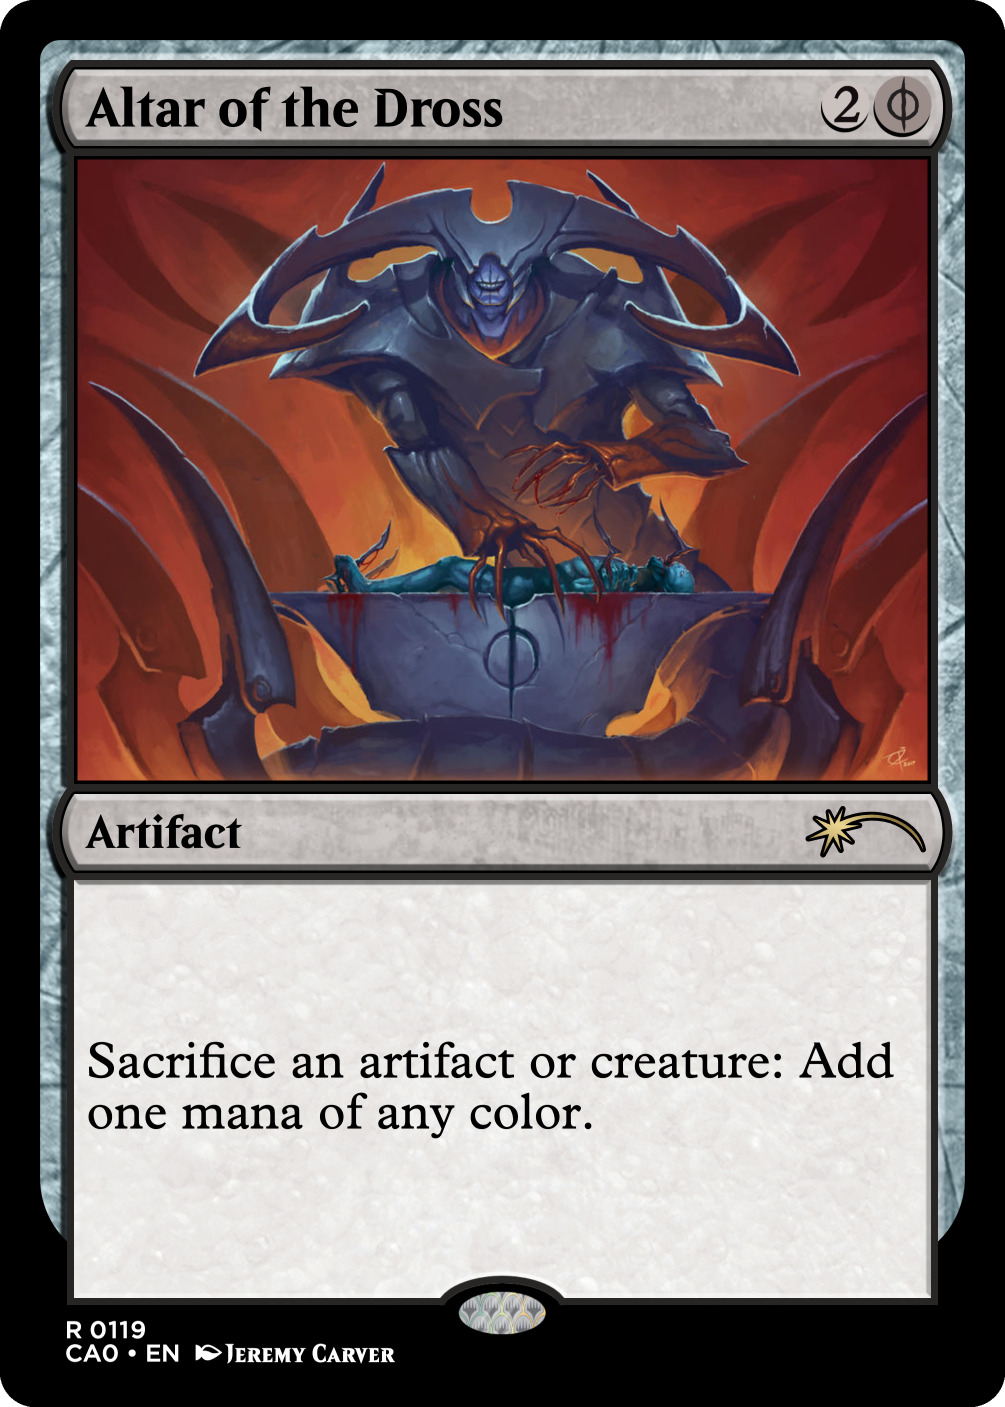 Altar of the Dross 2
Artifact
Sacrifice an artifact or creature: Add
one mana of any color.
R 0119
CAO • EN JEREMY CARVER